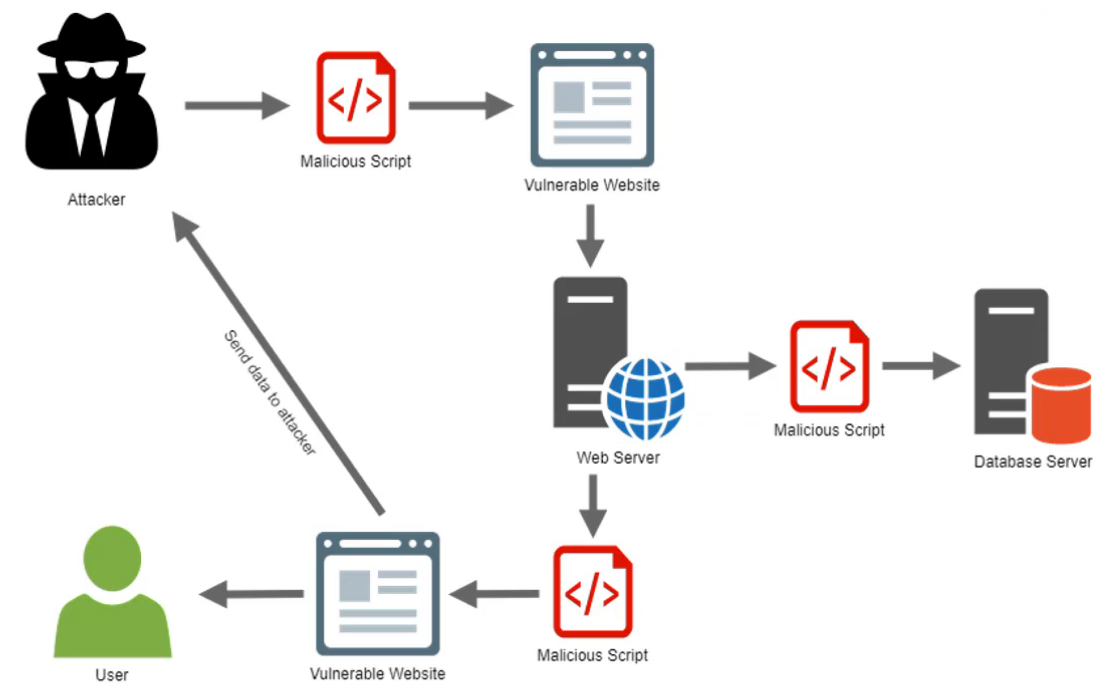 </>
Malicious Script
Vulnerable Website
Attacker
</>
Malicious Script
Web Server
Database Server
Send data to attacker
</>
Malicious Script
Vulnerable Website
User